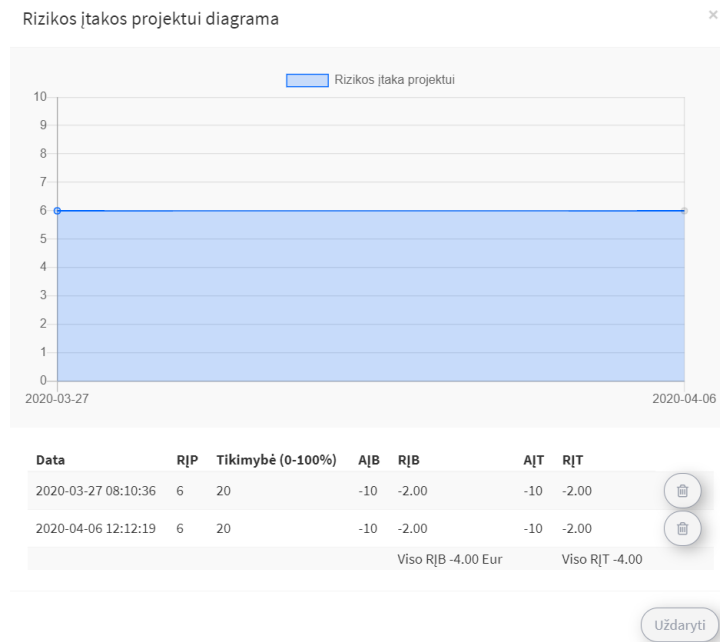 Rizikos įtakos projektui diagrama ×
Rizikos įtaka projektui
10
9
8
7
6
5
4
3
2
1
0
2020-03-27 2020-04-06
Data RĮP Tikimybė (0-100%) AĮB RĮB AĮT RĮT
2020-03-27 08:10:36 6 20 -10 -2.00 -10 -2.00
2020-04-06 12:12:19 6 20 -10 -2.00 -10 -2.00
Viso RĮB -4.00 Eur Viso RĮT -4.00
Uždaryti